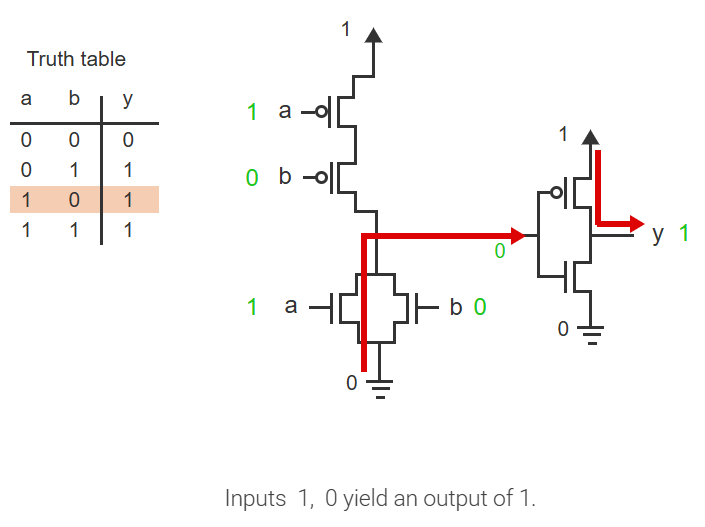 Truth table
a b y
0 0 0
0 1 1
1 0 1
1 1 1
1
1 a
0 b
1 a
b 0
0
0
1
y 1
0
Inputs 1, 0 yield an output of 1.